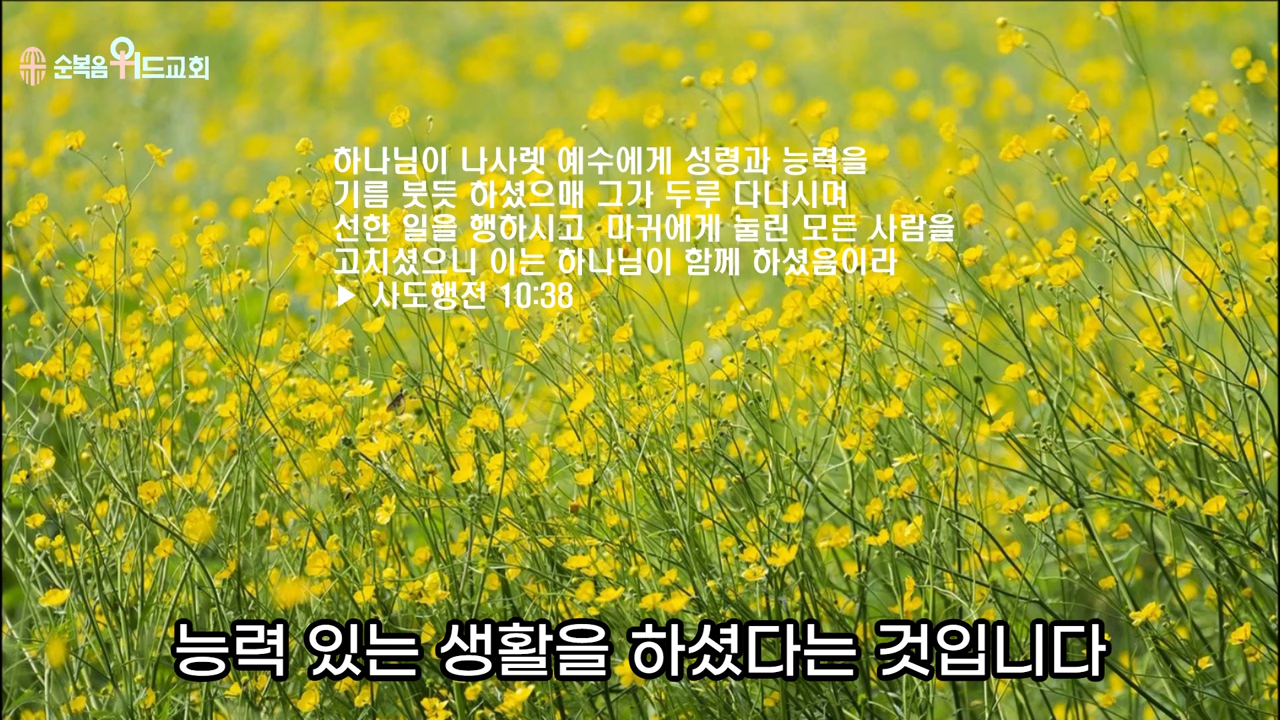 순복음위드교회
하나님이 나사렛 예수에게 성령과 능력을
기름 붓듯 하셨으매 그가 두루 다니시며
선한 일을 행하시고 마귀에게 눌린 모든 사람을
고치셨으니 이는 하나님이 함께 하셨음이라
▶ 사도행전 10:38
능력 있는 생활을 하셨다는 것입니다